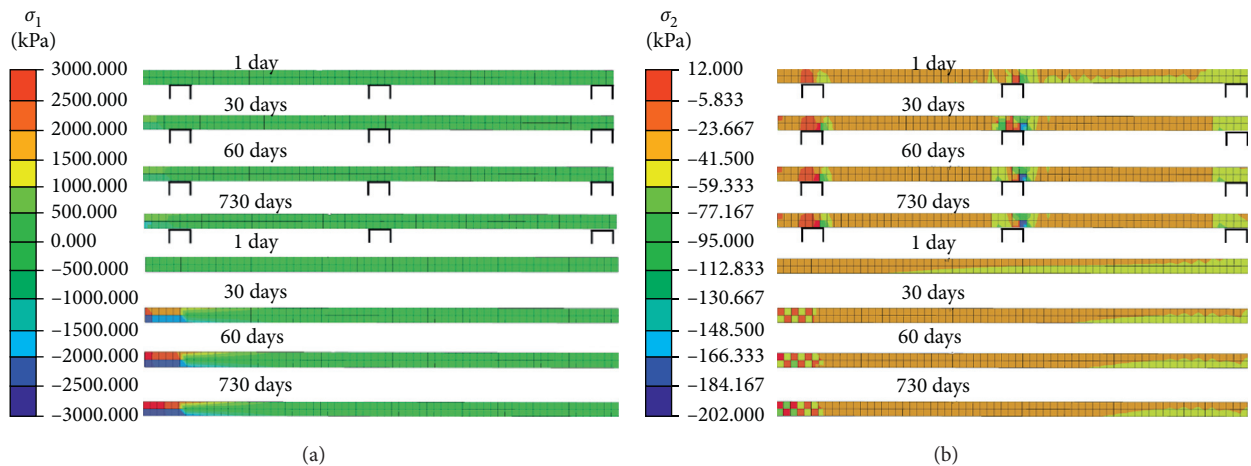 σ1
(kPa)
3000.000
2500.000
2000.000
1500.000
1000.000
500.000
0.000
–500.000
–1000.000
–1500.000
–2000.000
–2500.000
–3000.000
1 day
30 days
60 days
730 days
1 day
30 days
60 days
730 days
(a)
σ2
(kPa)
12.000
–5.833
–23.667
–41.500
–59.333
–77.167
–95.000
–112.833
–130.667
–148.500
–166.333
–184.167
–202.000
1 day
30 days
60 days
730 days
1 day
30 days
60 days
730 days
(b)